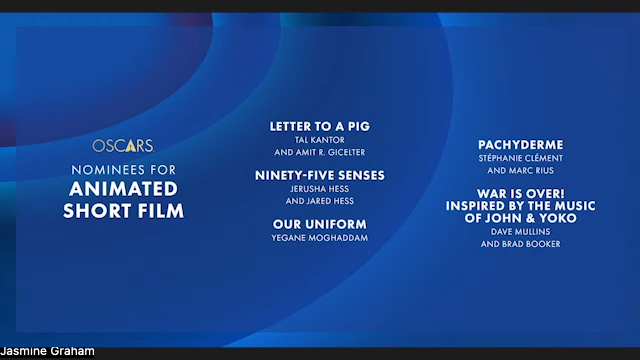 OSCARS
NOMINEES FOR
ANIMATED
SHORT FILM
LETTER TO A PIG
TAL KANTOR
AND AMIT R. GICELTER
NINETY-FIVE SENSES
JERUSHA HESS
AND JARED HESS
OUR UNIFORM
YEGANE MOGHADDAM
PACHYDERME
STÉPHANIE CLÉMENT
AND MARC RIUS
WAR IS OVER!
INSPIRED BY THE MUSIC
OF JOHN & YOKO
DAVE MULLINS
AND BRAD BOOKER
Jasmine Graham